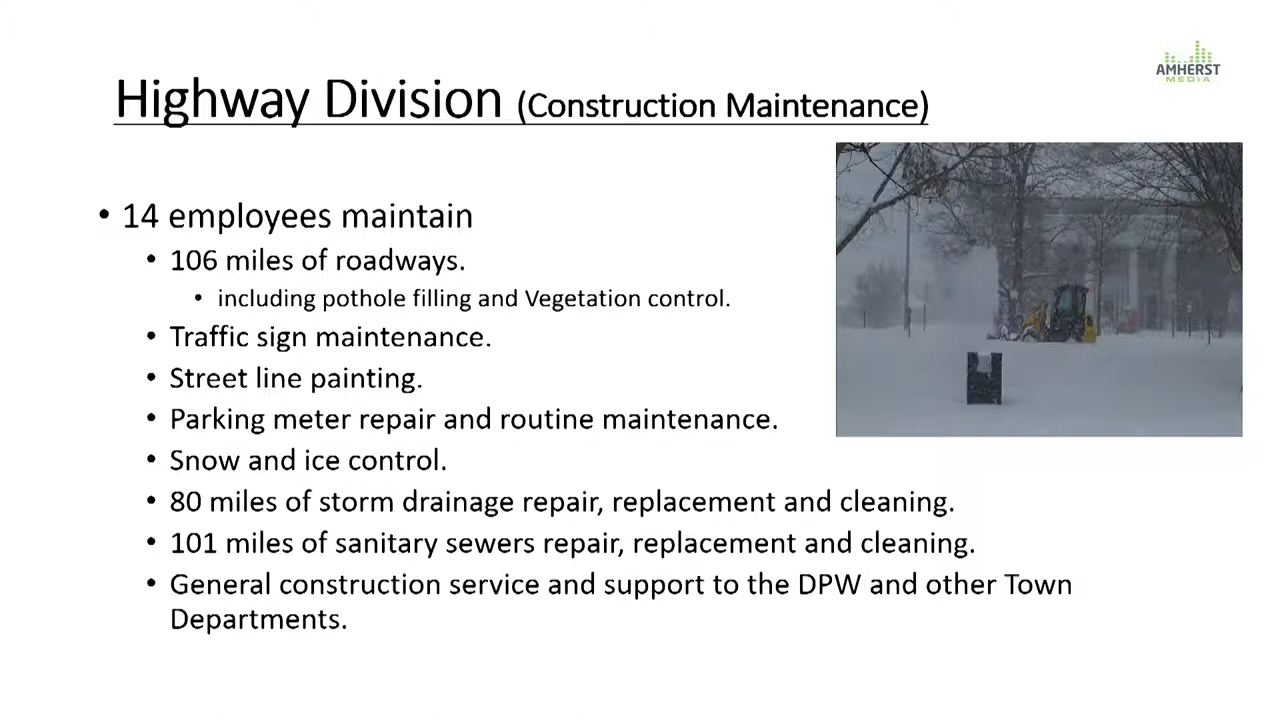 AMHERST
MEDIA
Highway Division (Construction Maintenance)
• 14 employees maintain
• 106 miles of roadways.
• including pothole filling and Vegetation control.
• Traffic sign maintenance.
• Street line painting.
• Parking meter repair and routine maintenance.
• Snow and ice control.
• 80 miles of storm drainage repair, replacement and cleaning.
• 101 miles of sanitary sewers repair, replacement and cleaning.
• General construction service and support to the DPW and other Town
Departments.